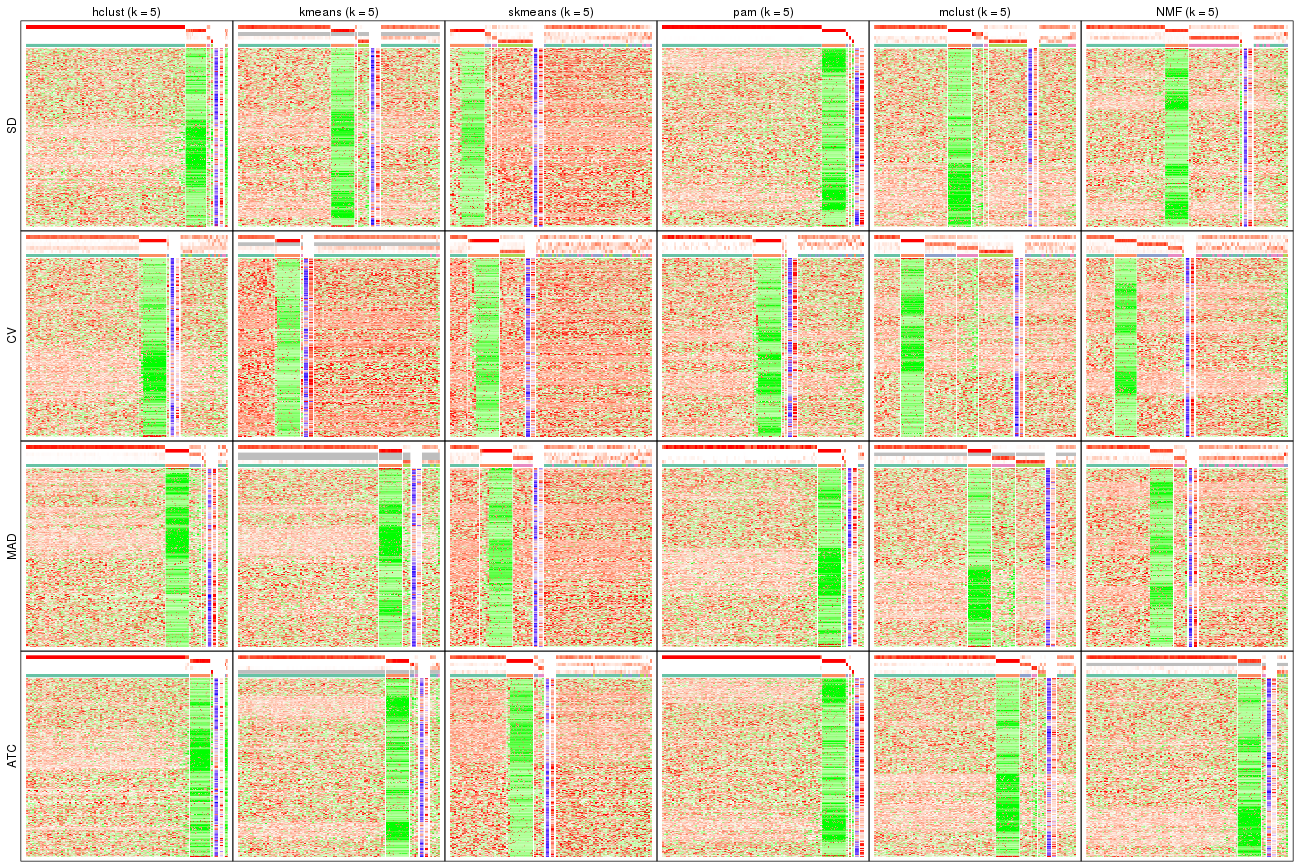 hclust (k = 5)
kmeans (k = 5)
skmeans (k = 5)
pam (k = 5)
mclust (k = 5)
NMF (k = 5)
SD
CV
MAD
ATC